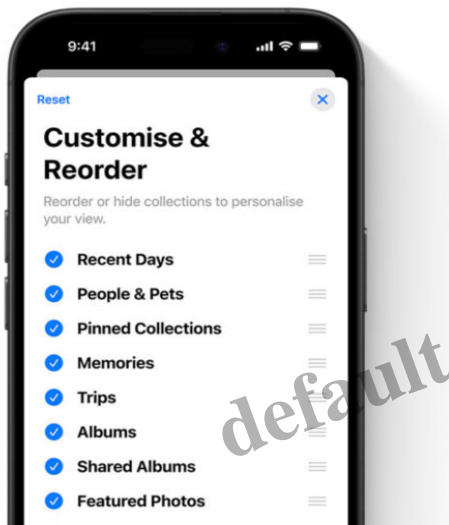 9:41
Reset
Customise &
Reorder
Reorder or hide collections to personalise
your view.
Recent Days
People & Pets
Pinned Collections
Memories
Trips
Albums
Shared Albums
Featured Photos
default